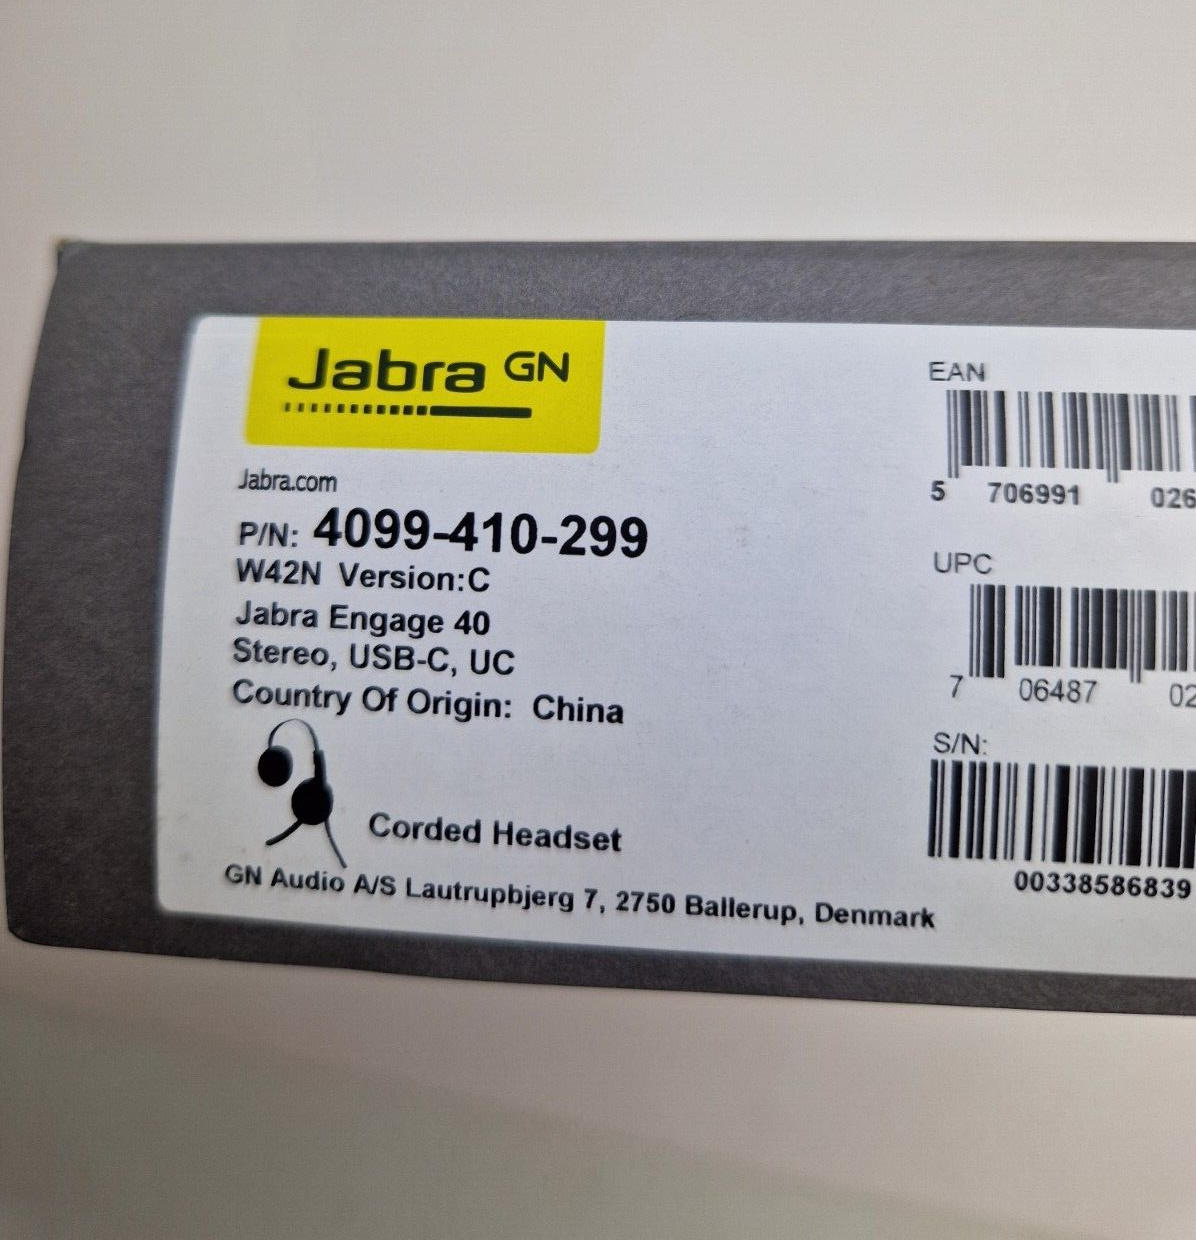 Jabra GN
Jabra.com
P/N: 4099-410-299
W42N Version:C
Jabra Engage 40
Stereo, USB-C, UC
Country Of Origin: China
Corded Headset
GN Audio A/S Lautrupbjerg 7, 2750 Ballerup, Denmark
EAN
5 706991 026
UPC
7 06487 02
S/N:
00338586839